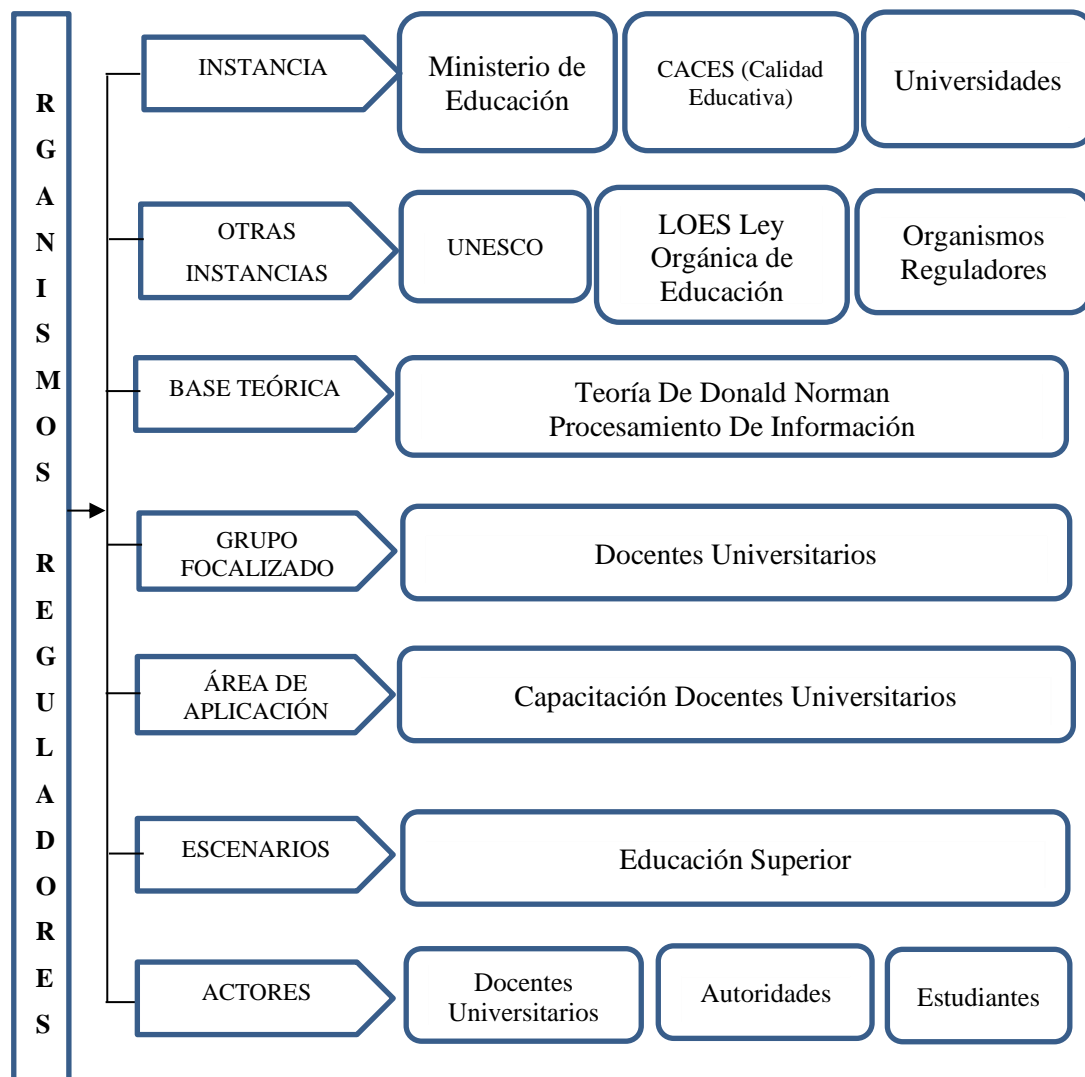 RGANISMOS REGULLADORES
INSTANCIA
Ministerio de
Educación
CACES (Calidad
Educativa)
Universidades
OTRAS
INSTANCIAS
UNESCO
LOES Ley
Orgánica de
Educación
Organismos
Reguladores
BASE TEÓRICA
Teoría De Donald Norman
Procesamiento De Información
GRUPO
FOCALIZADO
Docentes Universitarios
ÁREA DE
APLICACIÓN
Capacitación Docentes Universitarios
ESCENARIOS
Educación Superior
ACTORES
Docentes
Universitarios
Autoridades
Estudiantes